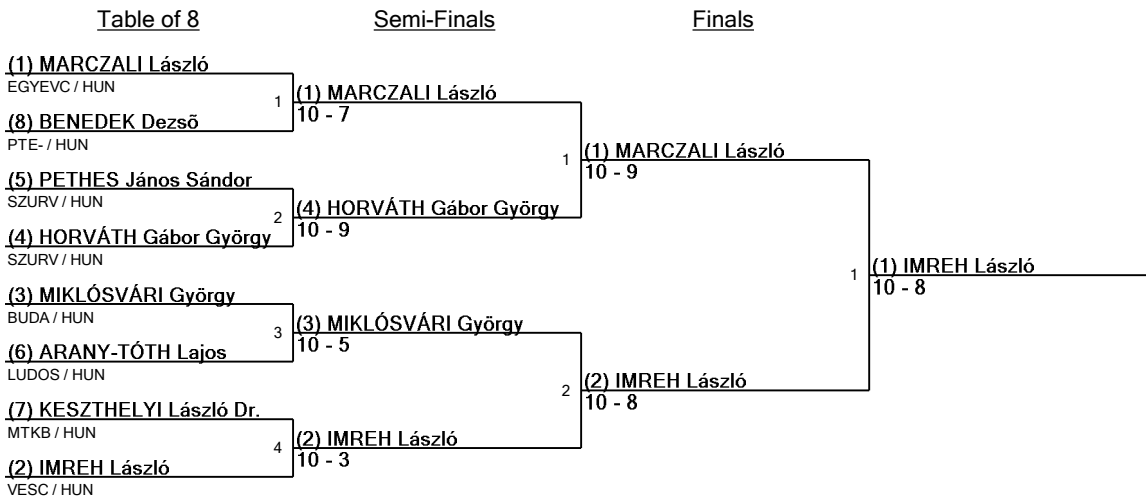 Table of 8 Semi-Finals Finals
(1) MARCZALI László
EGYEVC / HUN
1 (1) MARCZALI László
10 - 7
(8) BENEDEK Dezsõ
PTE- / HUN
1 (1) MARCZALI László
10 - 9
(5) PETHES János Sándor
SZURV / HUN
2 (4) HORVÁTH Gábor György
10 - 9
(4) HORVÁTH Gábor György
SZURV / HUN
1 (1) IMREH László
10 - 8
(3) MIKLÓSVÁRI György
BUDA / HUN
3 (3) MIKLÓSVÁRI György
10 - 5
(6) ARANY-TÓTH Lajos
LUDOS / HUN
2 (2) IMREH László
10 - 8
(7) KESZTHELYI László Dr.
MTKB / HUN
4 (2) IMREH László
10 - 3
(2) IMREH László
VESC / HUN